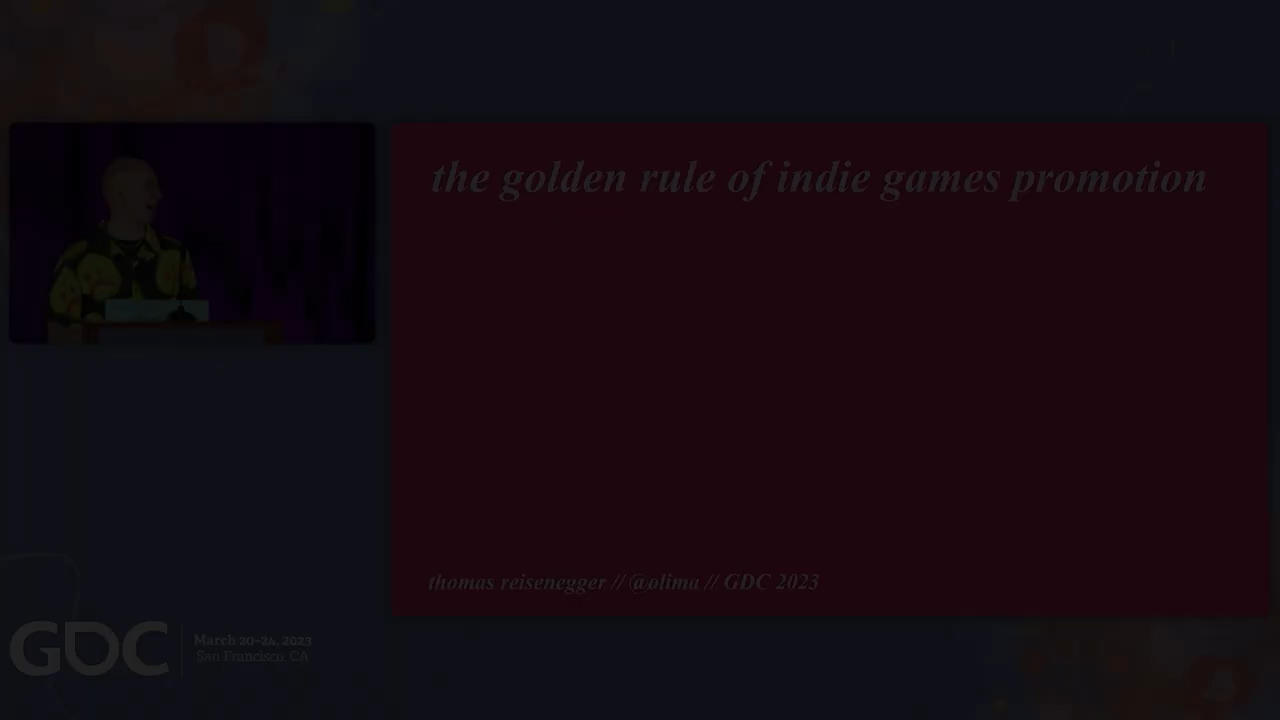 the golden rule of indie games promotion
thomas reisenegger // @olima // GDC 2023
GDC
March 20-24, 2023
San Francisco, CA